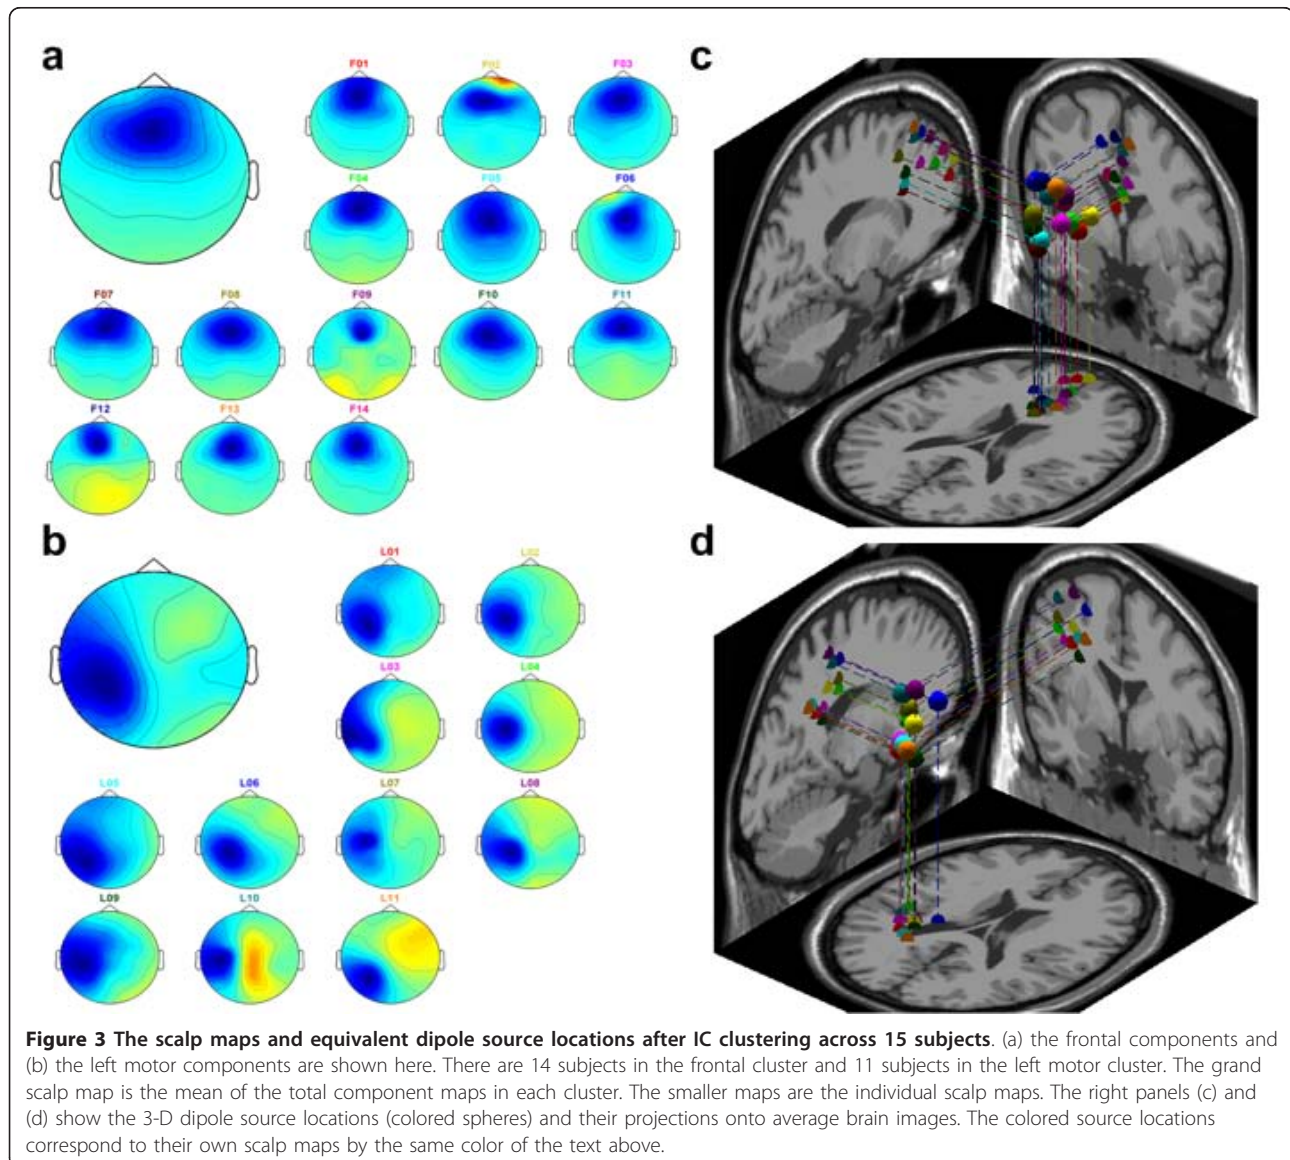 a
c
F01 F02 F03
F04 F05 F06
F07 F08 F09 F10 F11
F12 F13 F14
b
d
L01 L02
L03 L04
L05 L06 L07 L08
L09 L10 L11
Figure 3 The scalp maps and equivalent dipole source locations after IC clustering across 15 subjects. (a) the frontal components and
(b) the left motor components are shown here. There are 14 subjects in the frontal cluster and 11 subjects in the left motor cluster. The grand
scalp map is the mean of the total component maps in each cluster. The smaller maps are the individual scalp maps. The right panels (c) and
(d) show the 3-D dipole source locations (colored spheres) and their projections onto average brain images. The colored source locations
correspond to their own scalp maps by the same color of the text above.